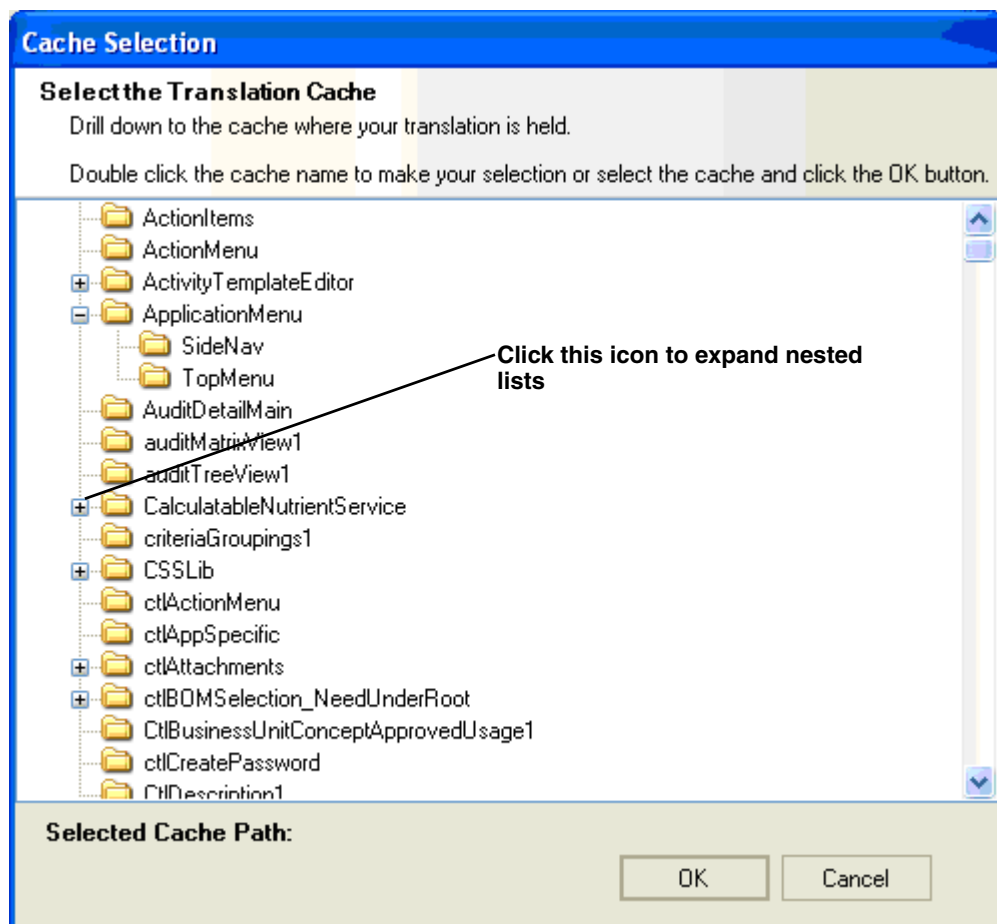 Cache Selection
Select the Translation Cache
Drill down to the cache where your translation is held.
Double click the cache name to make your selection or select the cache and click the OK button.
ActionItems
ActionMenu
ActivityTemplateEditor
ApplicationMenu
SideNav
Click this icon to expand nested
lists
TopMenu
AuditDetailMain
auditMatrixView1
auditTreeView1
CalculatableNutrientService
criteriaGroupings1
CSSLib
ctlActionMenu
ctlAppSpecific
ctlAttachments
ctlBOMSelection_NeedUnderRoot
CtlBusinessUnitConceptApprovedUsage1
ctlCreatePassword
CtlDescription1
Selected Cache Path:
OK
Cancel